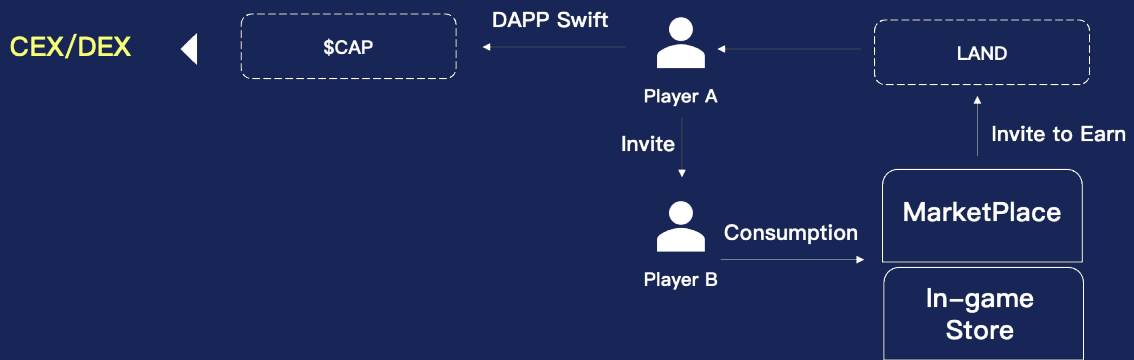 DAPP Swift
CEX/DEX
$CAP
LAND
Player A
Invite to Earn
Invite
MarketPlace
Consumption
Player B
In-game
Store